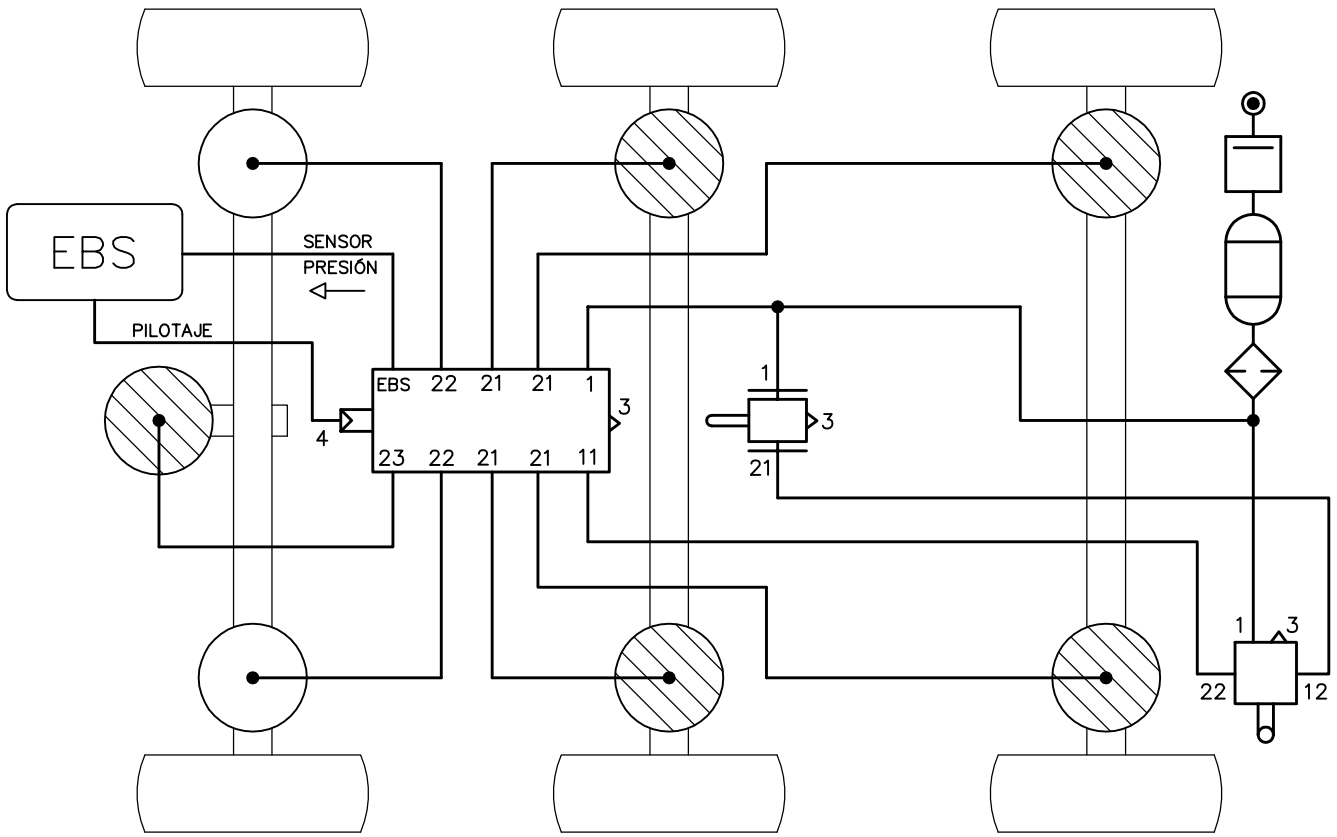 EBS
SENSOR
PRESIÓN
PILOTAJE
EBS 22 21 21 1
3
4
23 22 21 21 11
1
3
21
1 3
22 12